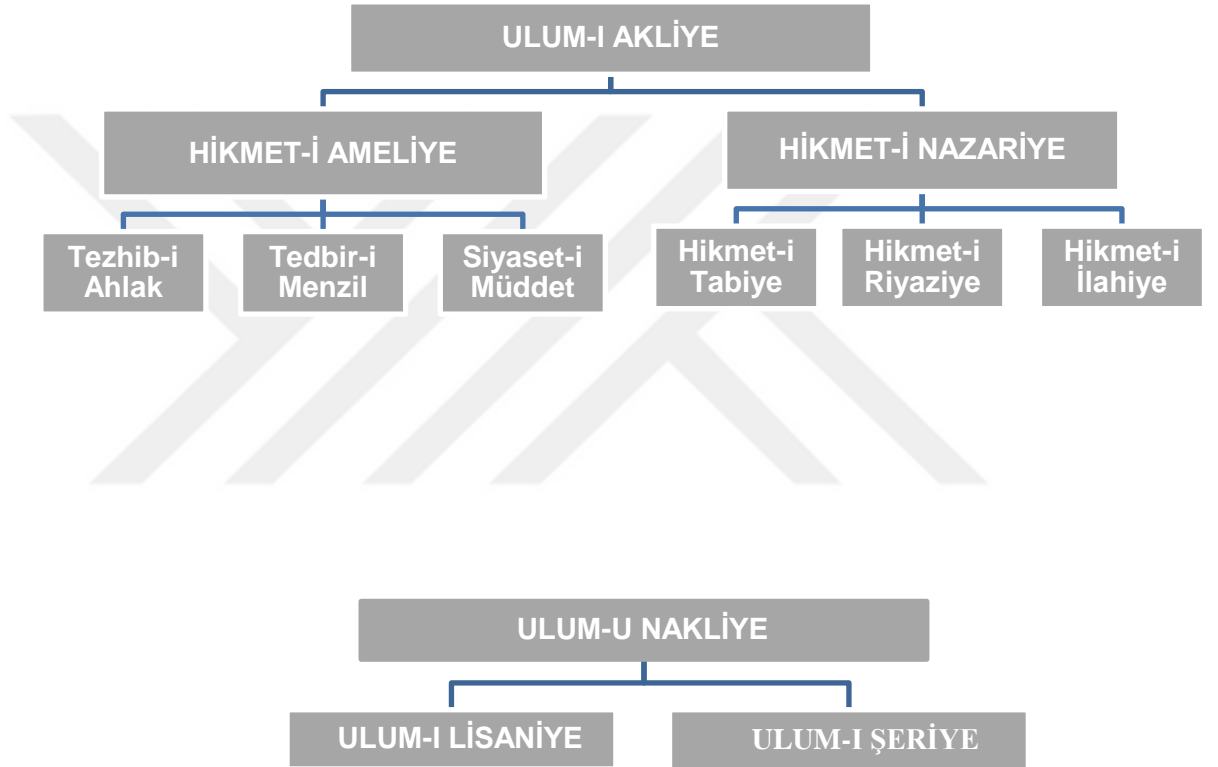 ULUM-I AKLİYE
HİKMET-İ AMELİYE
HİKMET-İ NAZARİYE
Tezhib-i
Ahlak
Tedbir-i
Menzil
Siyaset-i
Müddet
Hikmet-i
Tabiye
Hikmet-i
Riyaziye
Hikmet-i
İlahiye
ULUM-U NAKLİYE
ULUM-I LİSANİYE
ULUM-I ŞERİYE